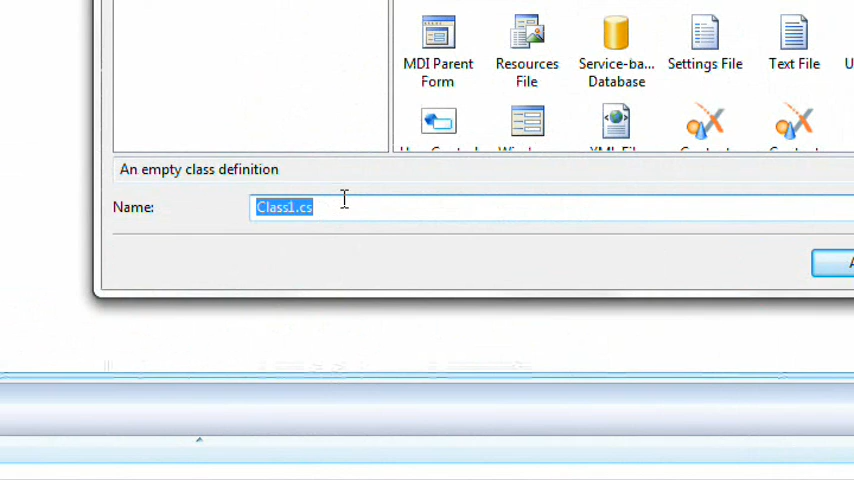 MDI Parent Form
Resources File
Service-ba... Database
Settings File
Text File
An empty class definition
Name:
Class1.cs